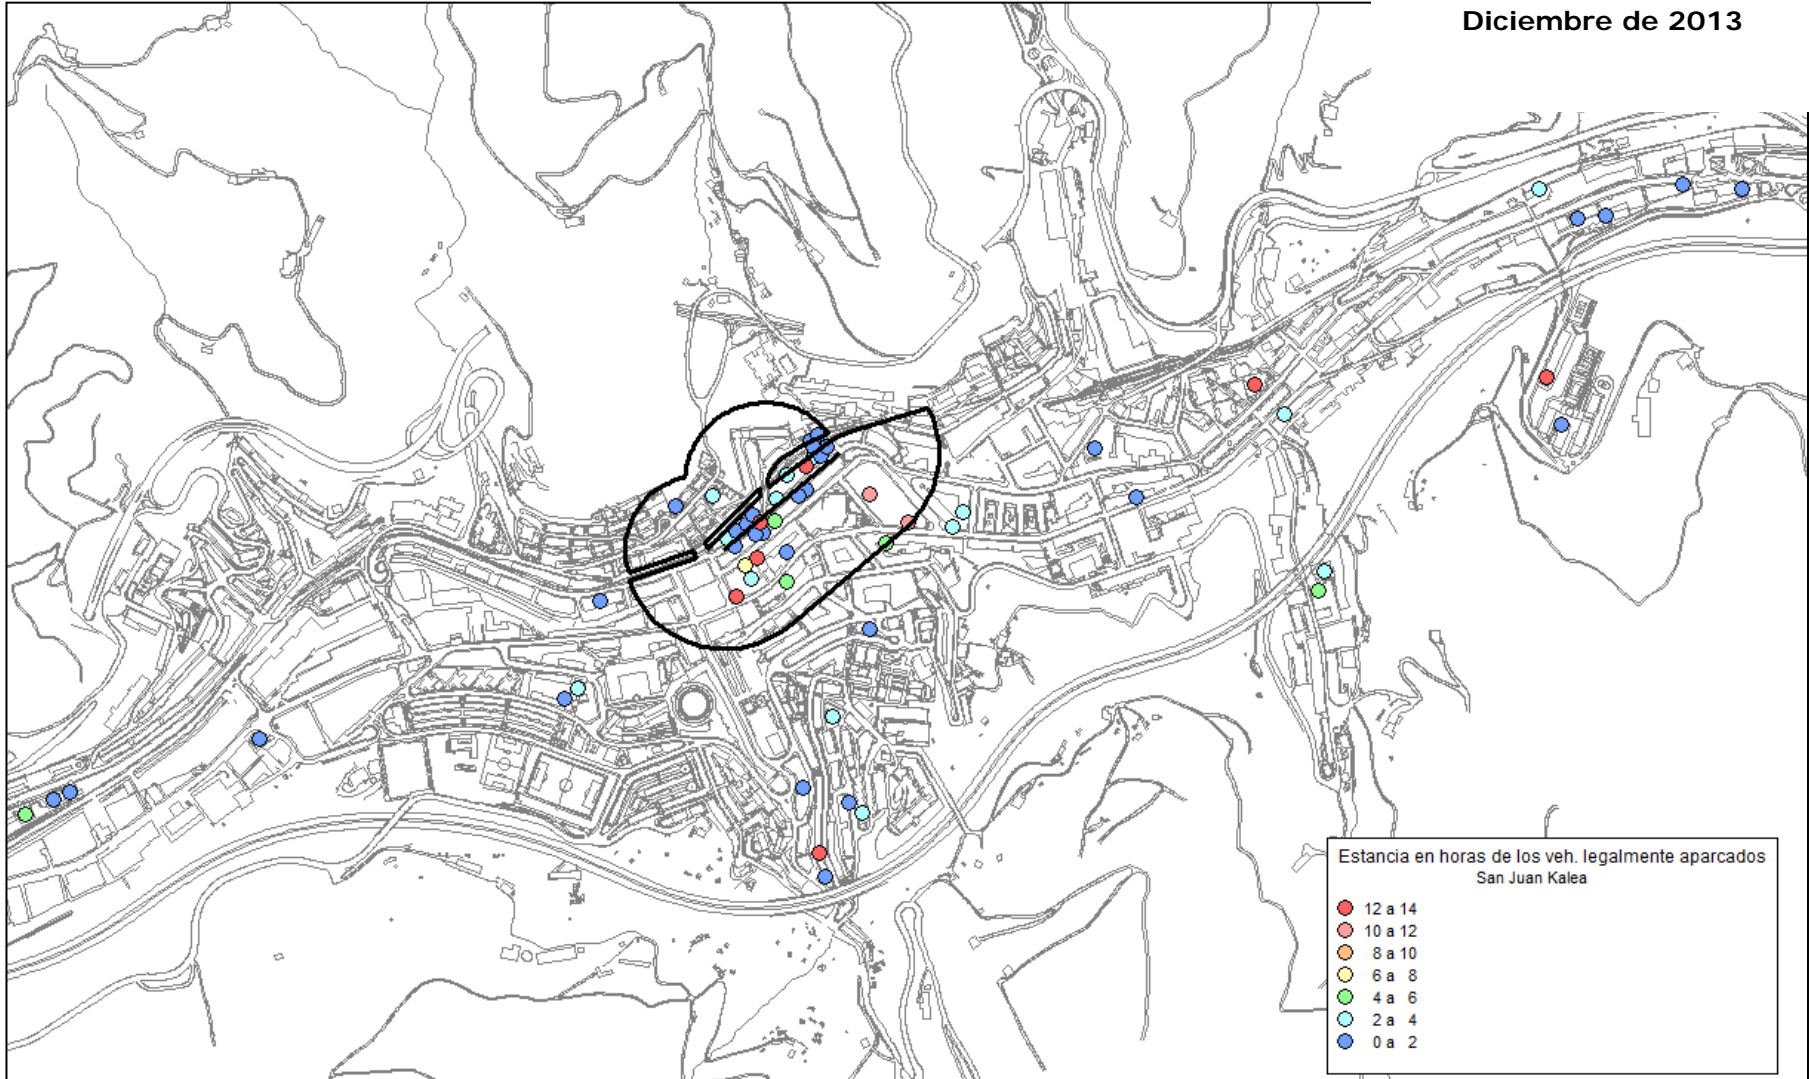 Diciembre de 2013
Estancia en horas de los veh. legalmente aparcados
San Juan Kalea
12 a 14
10 a 12
8 a 10
6 a 8
4 a 6
2 a 4
0 a 2